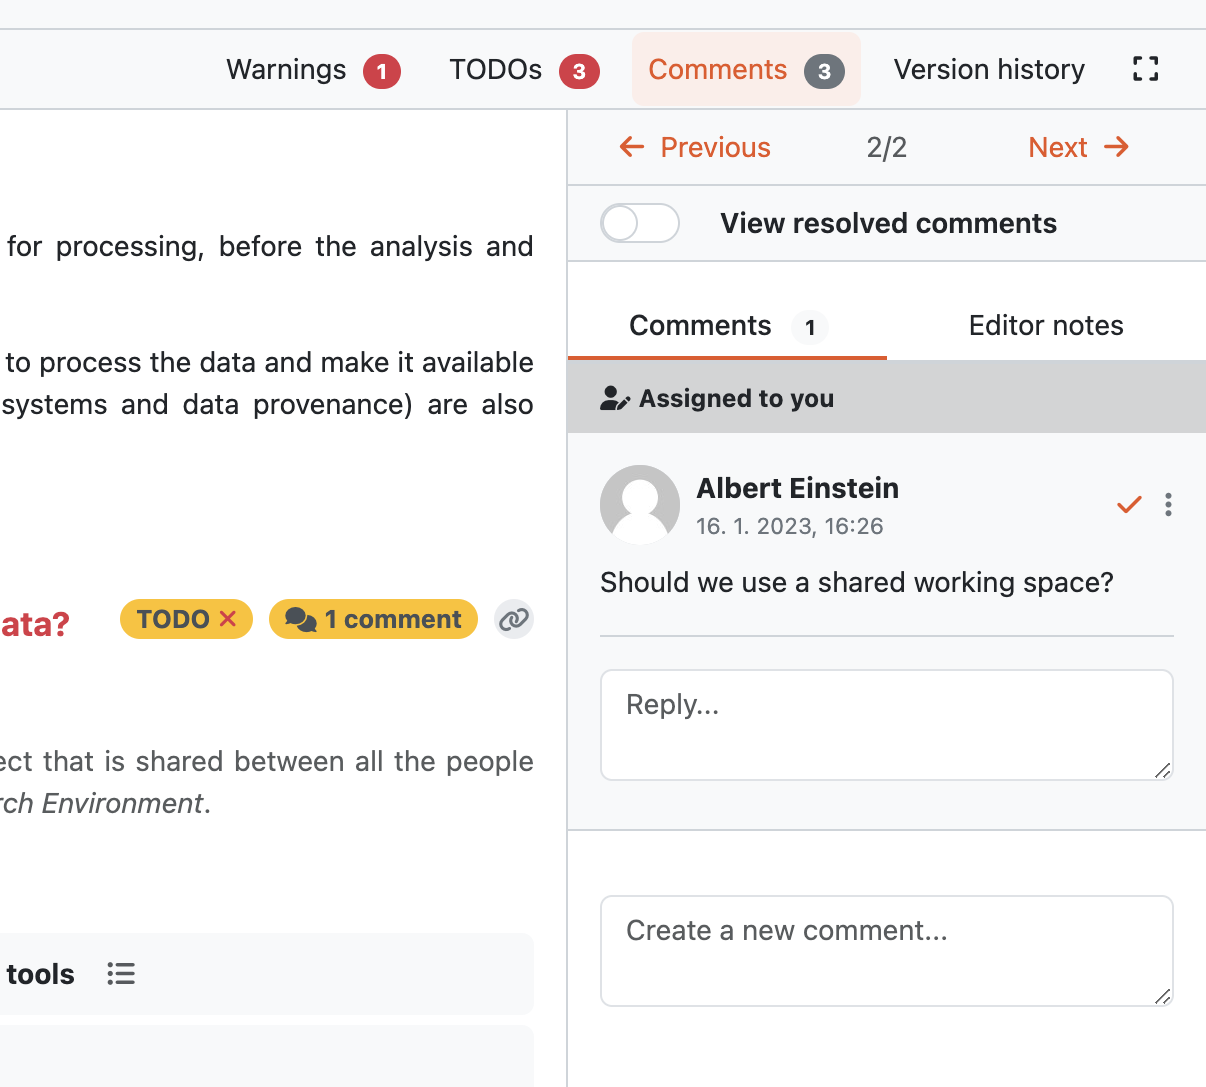 Warnings 1 TODOs 3 Comments 3 Version history
for processing, before the analysis and
to process the data and make it available
systems and data provenance) are also
ata? TODO 1 comment
ect that is shared between all the people
rch Environment.
tools
Previous 2/2 Next
View resolved comments
Comments 1 Editor notes
Assigned to you
Albert Einstein
16. 1. 2023, 16:26
Should we use a shared working space?
Reply...
Create a new comment...